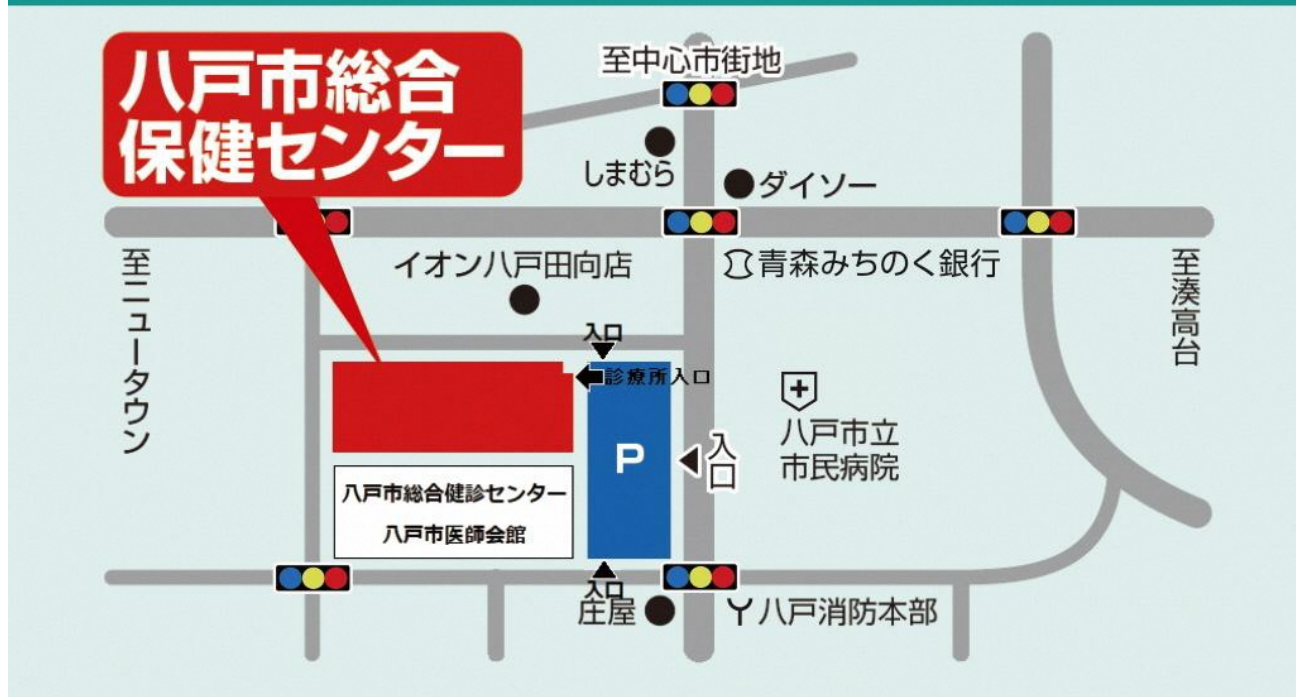 八戸市総合
保健センター
至中心市街地
しまむら
ダイソー
イオン八戸田向店
青森みちのく銀行
至ニュータウン
至湊高台
入口
診療所入口
P
入口
八戸市立
市民病院
八戸市総合健診センター
八戸市医師会館
入口
庄屋
八戸消防本部